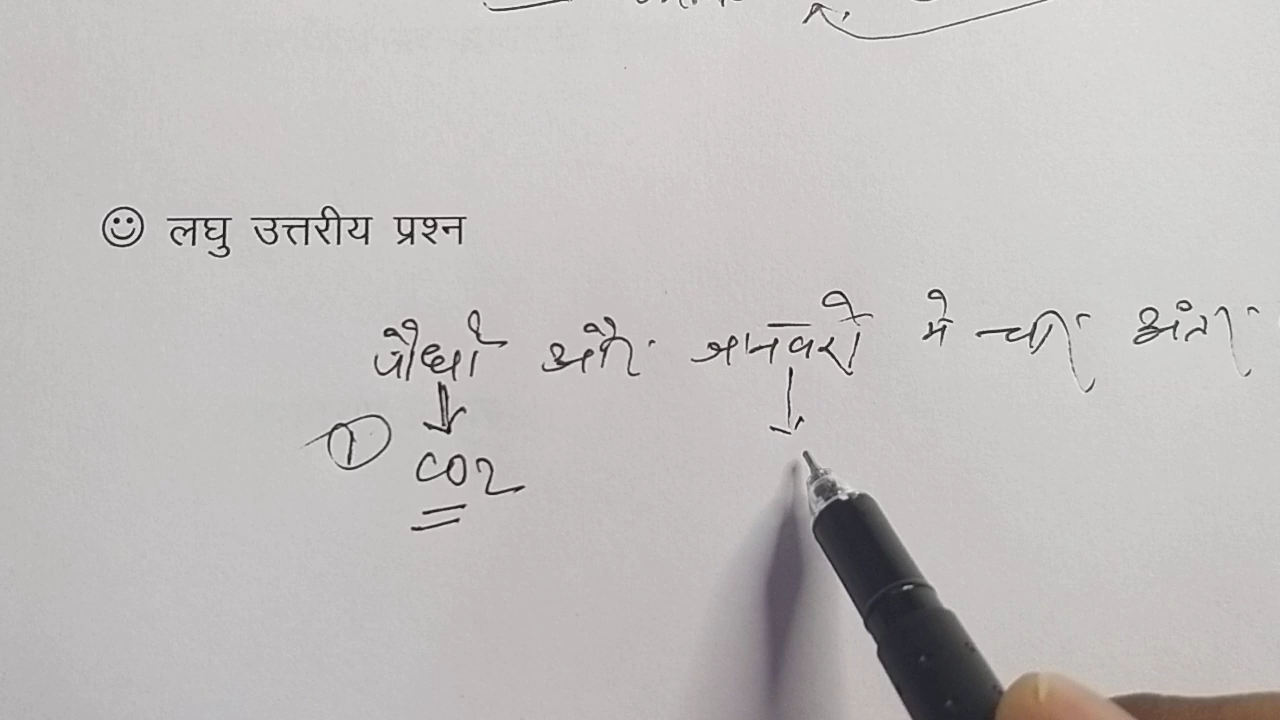 ☺ लघु उत्तरीय प्रश्न
पौधों और जानवरों में चार अंतर
① CO2